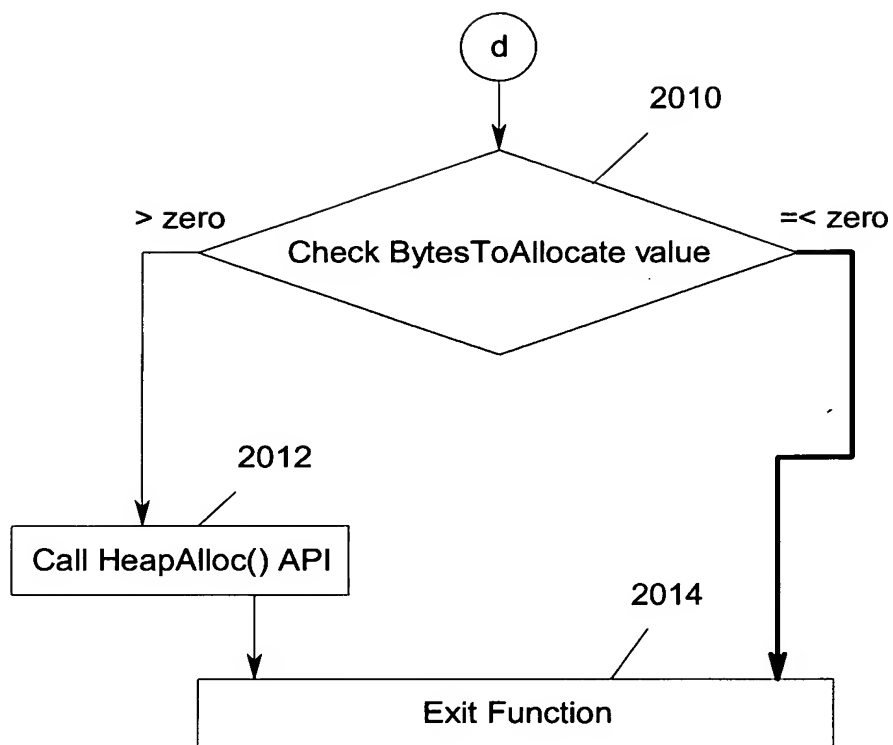 d
2010
> zero
=< zero
Check BytesToAllocate value
2012
Call HeapAlloc() API
2014
Exit Function